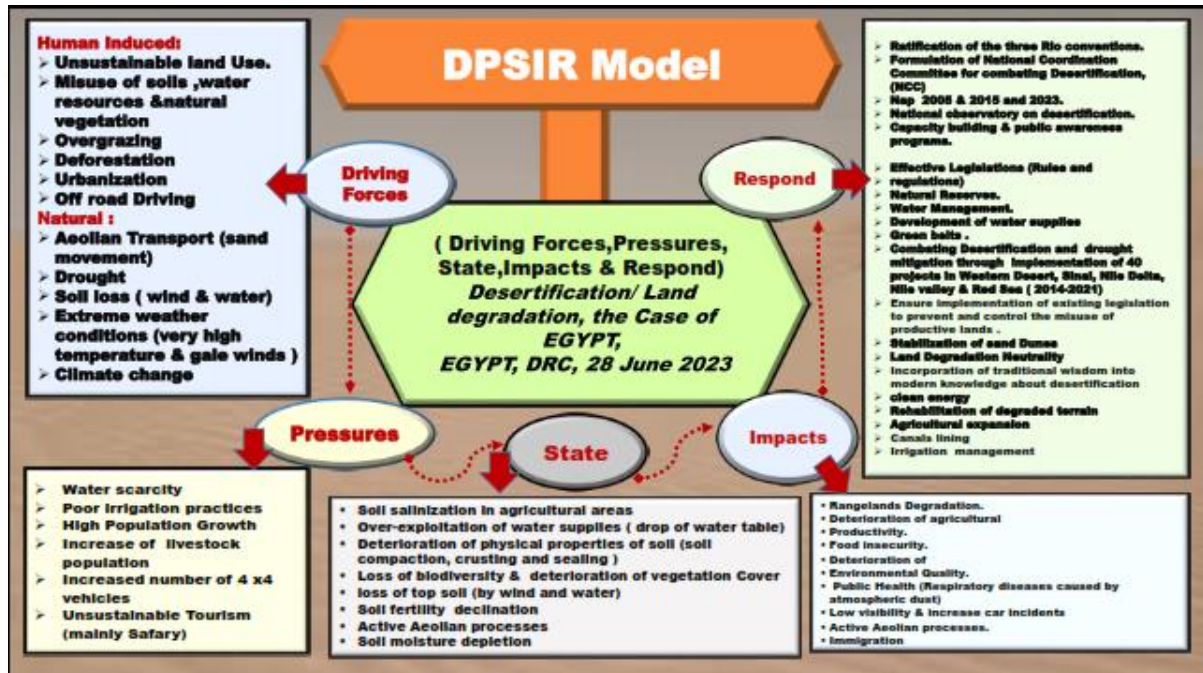 DPSIR Model
Human Induced:
Unsustainable land Use.
Misuse of soils ,water
resources &natural
vegetation
Overgrazing
Deforestation
Urbanization
Off road Driving
Natural :
Aeolian Transport (sand
movement)
Drought
Soil loss ( wind & water)
Extreme weather
conditions (very high
temperature & gale winds )
Climate change
Driving
Forces
Respond
( Driving Forces,Pressures,
State,Impacts & Respond)
Desertification/ Land
degradation, the Case of
EGYPT,
EGYPT, DRC, 28 June 2023
Pressures
State
Impacts
Ratification of the three Rio conventions.
Formulation of National Coordination
Committee for combating Desertification,
(NCC)
Nap 2005 & 2015 and 2023.
National observatory on desertification.
Capacity building & public awareness
programs.
Effective Legislations (Rules and
regulations)
Natural Reserves.
Water Management.
Development of water supplies
Green belts .
Combating Desertification and drought
mitigation through implementation of 40
projects in Western Desert, Sinai, Nile Delta,
Nile valley & Red Sea ( 2014-2021)
Ensure implementation of existing legislation
to prevent and control the misuse of
productive lands .
Stabilization of sand Dunes
Land Degradation Neutrality
Incorporation of traditional wisdom into
modern knowledge about desertification
clean energy
Rehabilitation of degraded terrain
Agricultural expansion
Canals lining
Irrigation management
Water scarcity
Poor irrigation practices
High Population Growth
Increase of livestock
population
Increased number of 4 x4
vehicles
Unsustainable Tourism
(mainly Safary)
Soil salinization in agricultural areas
Over-exploitation of water supplies ( drop of water table)
Deterioration of physical properties of soil (soil
compaction, crusting and sealing )
Loss of biodiversity & deterioration of vegetation Cover
loss of top soil (by wind and water)
Soil fertility declination
Active Aeolian processes
Soil moisture depletion
Rangelands Degradation.
Deterioration of agricultural
Productivity.
Food insecurity.
Deterioration of
Environmental Quality.
Public Health (Respiratory diseases caused by
atmospheric dust)
Low visibility & increase car incidents
Active Aeolian processes.
Immigration